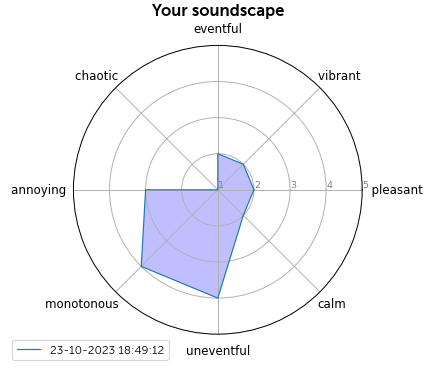 Your soundscape
eventful
chaotic
vibrant
annoying
1 2 3 4 5
pleasant
monotonous
calm
uneventful
23-10-2023 18:49:12